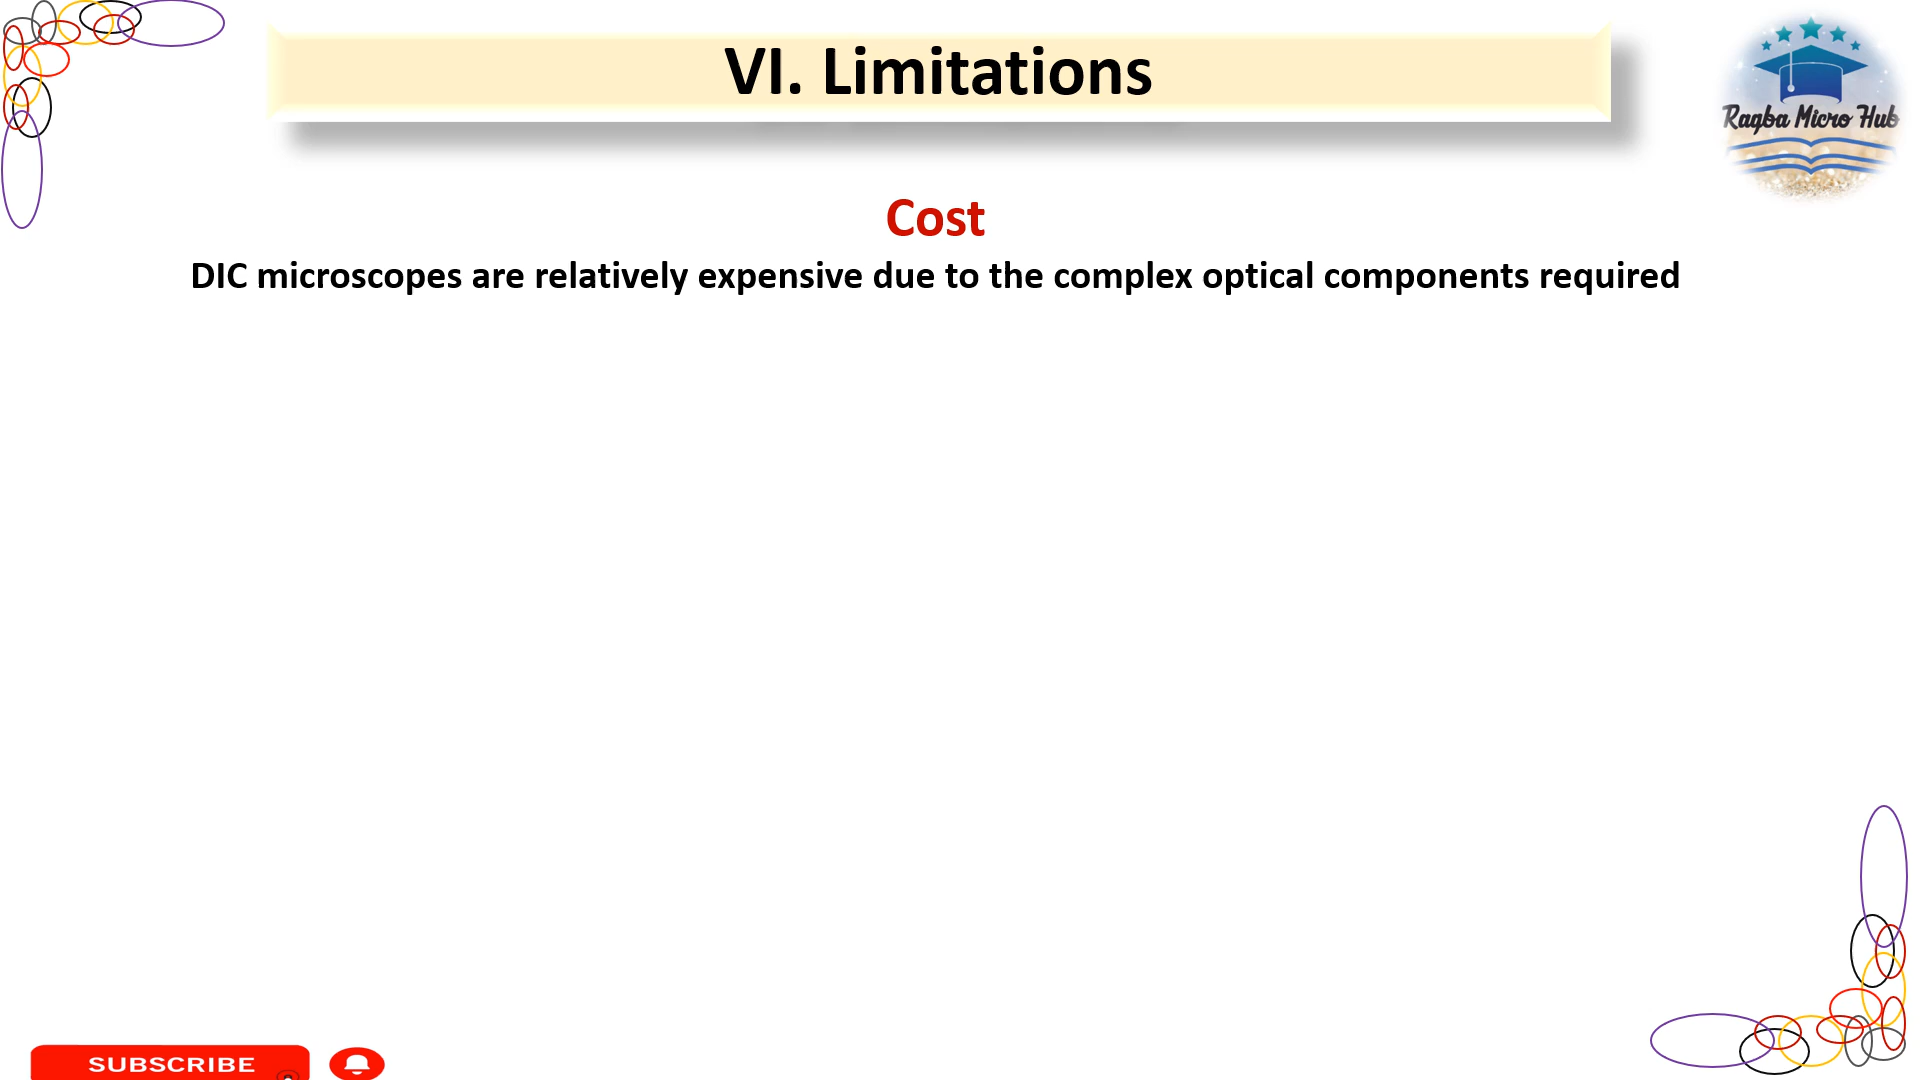 VI. Limitations
Ragba Micro Hub
Cost
DIC microscopes are relatively expensive due to the complex optical components required
SUBSCRIBE